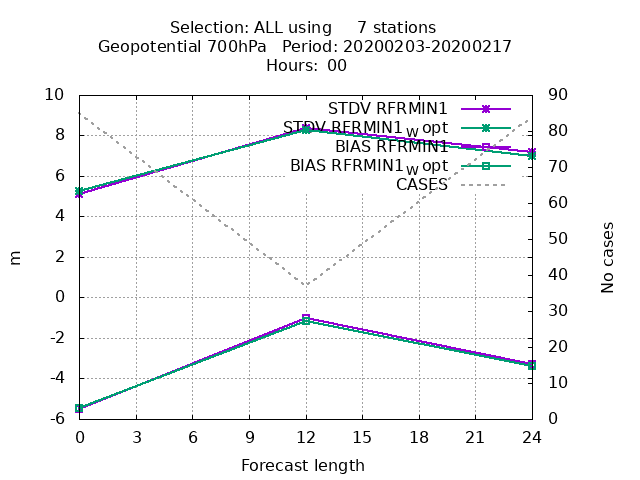 Selection: ALL using 7 stations
Geopotential 700hPa Period: 20200203-20200217
Hours: 00
STDV RFRMIN1
STDV RFRMIN1w opt
BIAS RFRMIN1
BIAS RFRMIN1w opt
CASES
10
8
6
4
2
0
-2
-4
-6
m
90
80
70
60
50
40
30
20
10
0
No cases
0 3 6 9 12 15 18 21 24
Forecast length